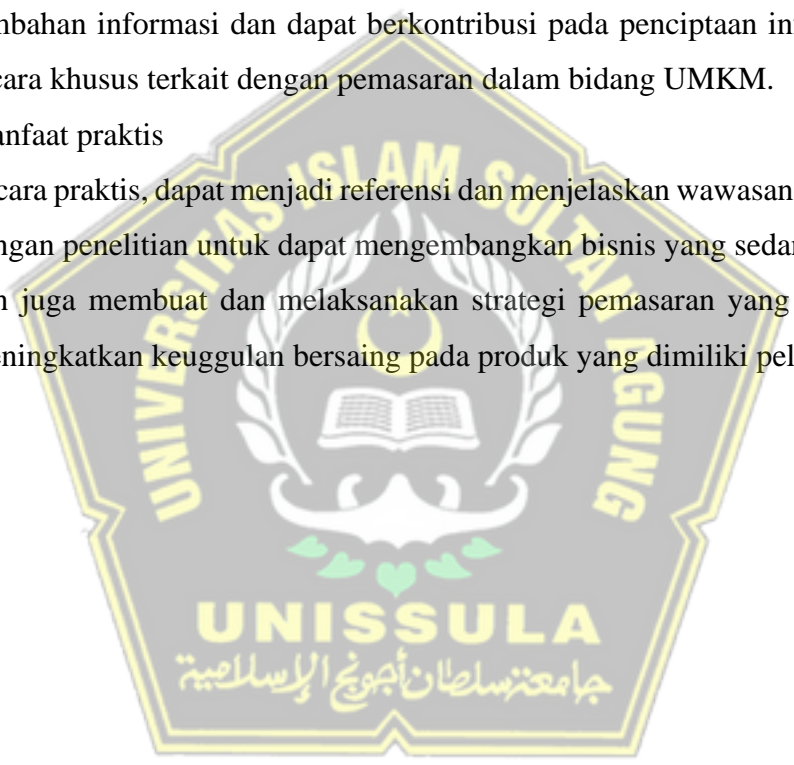 mbahan informasi dan dapat berkontribusi pada penciptaan in
cara khusus terkait dengan pemasaran dalam bidang UMKM.
anfaat praktis
cara praktis, dapat menjadi referensi dan menjelaskan wawasan
ngan penelitian untuk dapat mengembangkan bisnis yang sedan
n juga membuat dan melaksanakan strategi pemasaran yang
eningkatkan keuggulan bersaing pada produk yang dimiliki pel
UNIVERSITAS ISLAM SULTAN AGUNG
UNISSULA
جامعتنسلطان أجونج الإسلامية